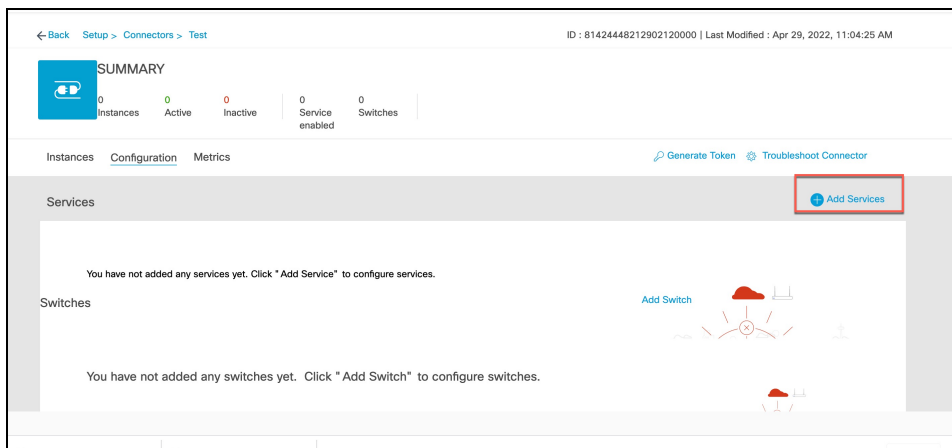 Back Setup > Connectors > Test ID : 81424448212902120000 | Last Modified : Apr 29, 2022, 11:04:25 AM
SUMMARY
0 0 0 0 0
Instances Active Inactive Service Switches
enabled
Instances Configuration Metrics Generate Token Troubleshoot Connector
Services Add Services
You have not added any services yet. Click "Add Service" to configure services.
Switches Add Switch
You have not added any switches yet. Click "Add Switch" to configure switches.